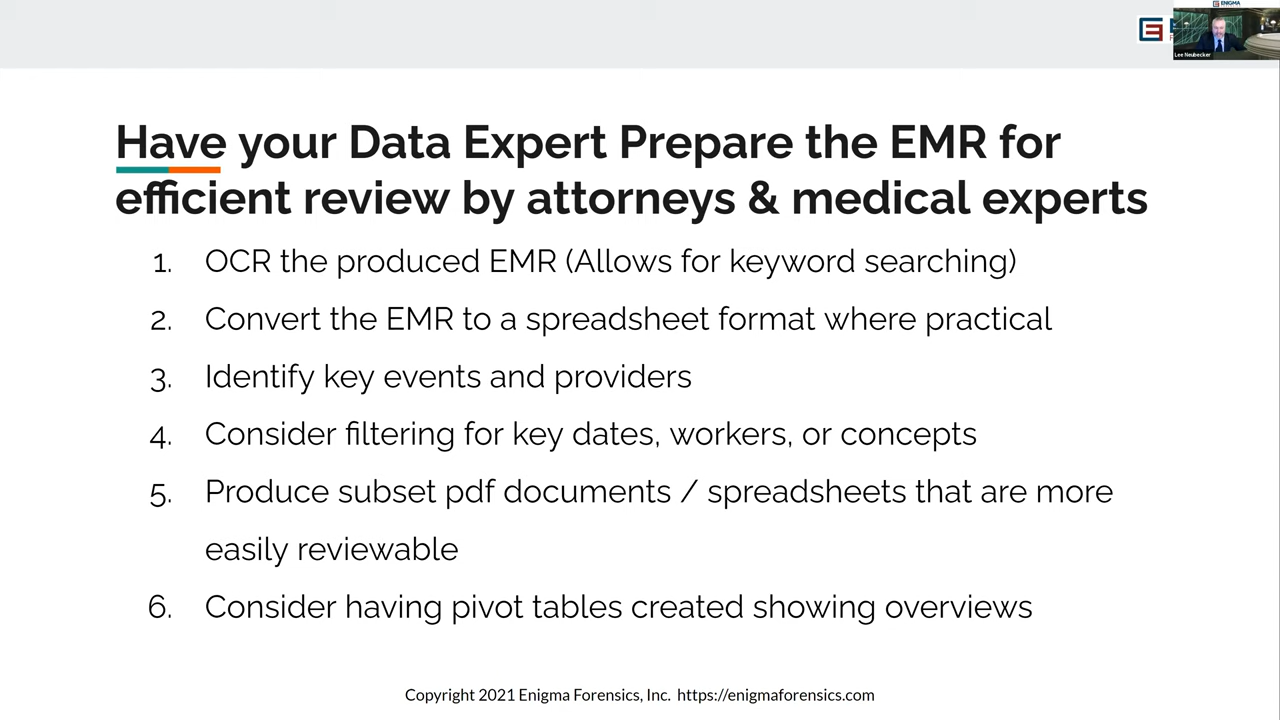 ENIGMA
Lee Neubecker
Have your Data Expert Prepare the EMR for
efficient review by attorneys & medical experts
1. OCR the produced EMR (Allows for keyword searching)
2. Convert the EMR to a spreadsheet format where practical
3. Identify key events and providers
4. Consider filtering for key dates, workers, or concepts
5. Produce subset pdf documents / spreadsheets that are more
easily reviewable
6. Consider having pivot tables created showing overviews
Copyright 2021 Enigma Forensics, Inc. https://enigmaforensics.com